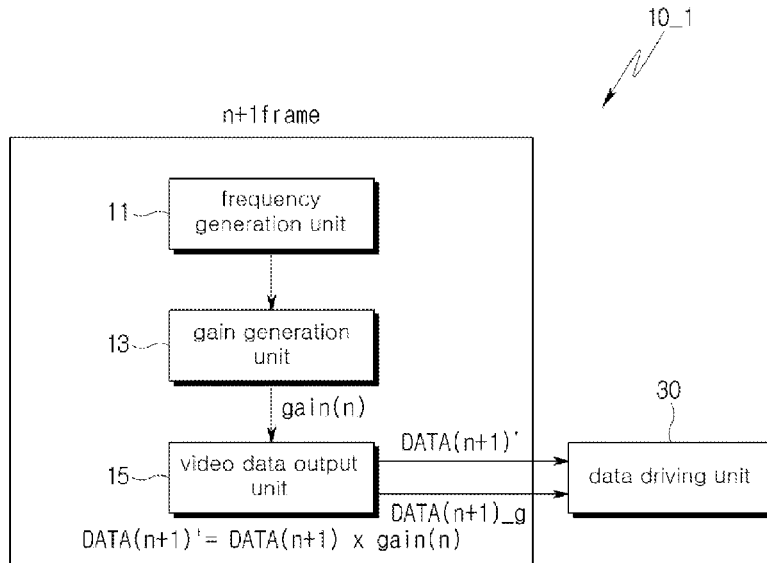 10_1
n+1frame
11
frequency
generation unit
13
gain generation
unit
gain(n)
15
video data output
unit
DATA(n+1)'
DATA(n+1)_g
30
data driving unit
DATA(n+1)'= DATA(n+1) x gain(n)